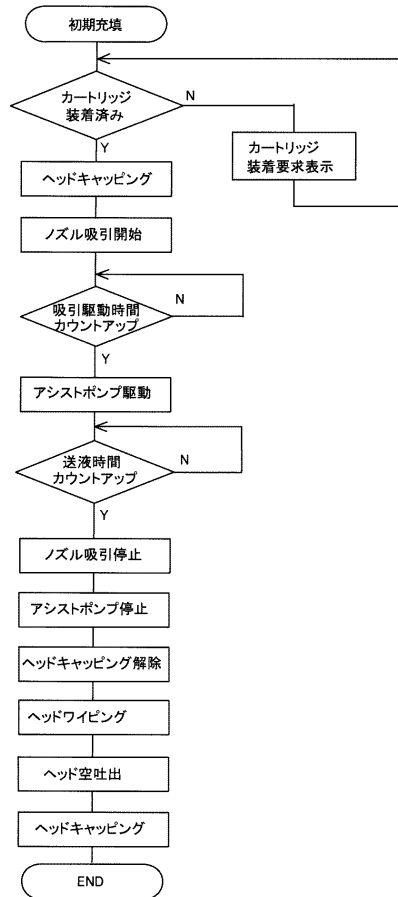 初期充填
カートリッジ
装着済み
N
Y
カートリッジ
装着要求表示
ヘッドキャッピング
ノズル吸引開始
吸引駆動時間
カウントアップ
N
Y
アシストポンプ駆動
送液時間
カウントアップ
N
Y
ノズル吸引停止
アシストポンプ停止
ヘッドキャッピング解除
ヘッドワイピング
ヘッド空吐出
ヘッドキャッピング
END